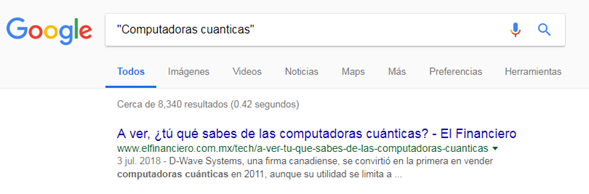 Google "Computadoras cuanticas"
Todos Imágenes Videos Noticias Maps Más Preferencias Herramientas
Cerca de 8,340 resultados (0.42 segundos)
A ver, ¿tú qué sabes de las computadoras cuánticas? - El Financiero
www.elfinanciero.com.mx/tech/a-ver-tu-que-sabes-de-las-computadoras-cuanticas
3 jul. 2018 - D-Wave Systems, una firma canadiense, se convirtió en la primera en vender
computadoras cuánticas en 2011, aunque su utilidad se limita a ...